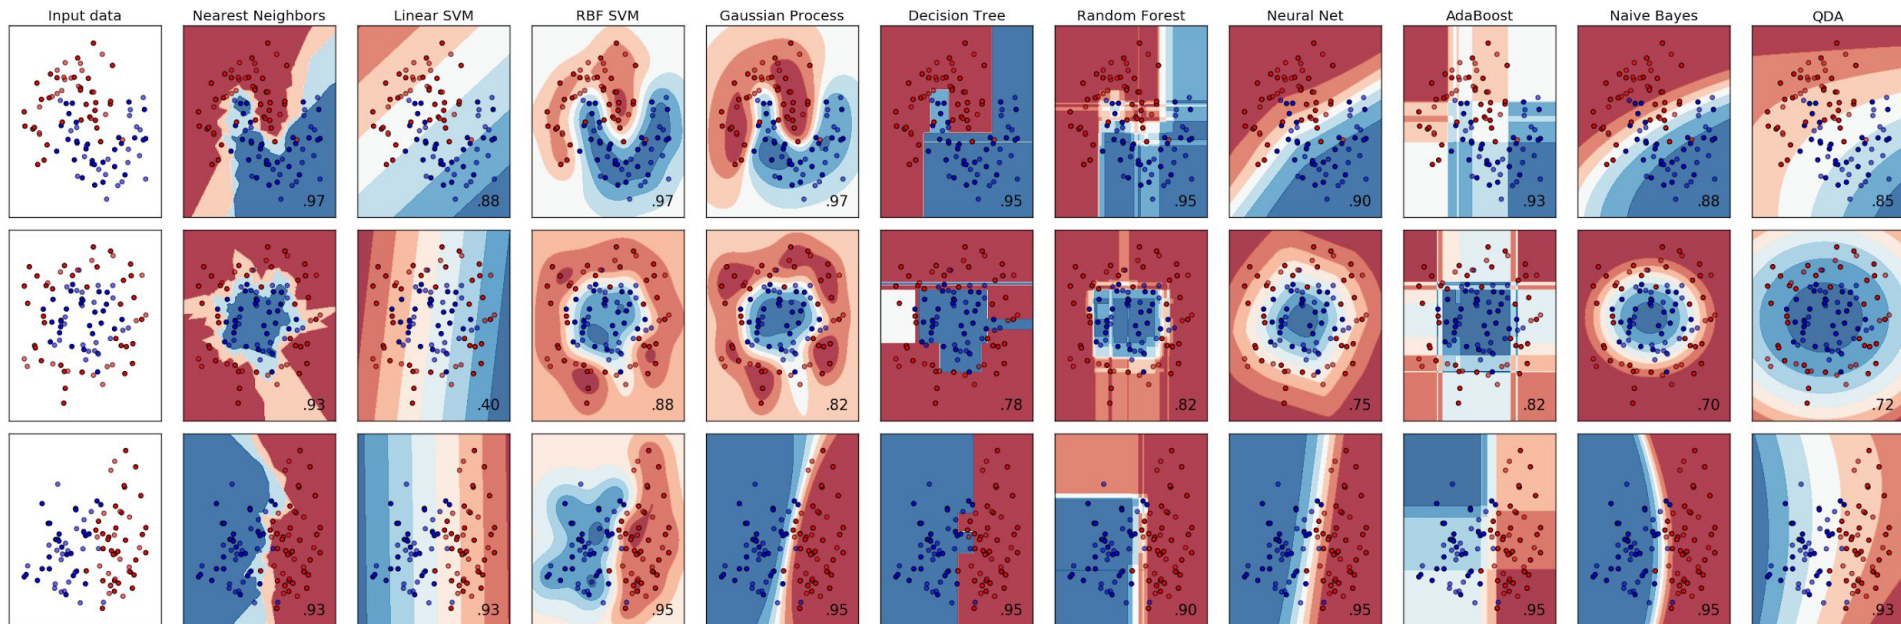 Input data Nearest Neighbors Linear SVM RBF SVM Gaussian Process Decision Tree Random Forest Neural Net AdaBoost Naive Bayes QDA
.97 .88 .97 .97 .95 .95 .90 .93 .88 .85
.93 .40 .88 .82 .78 .82 .75 .82 .70 .72
.93 .93 .95 .95 .95 .90 .95 .95 .95 .93